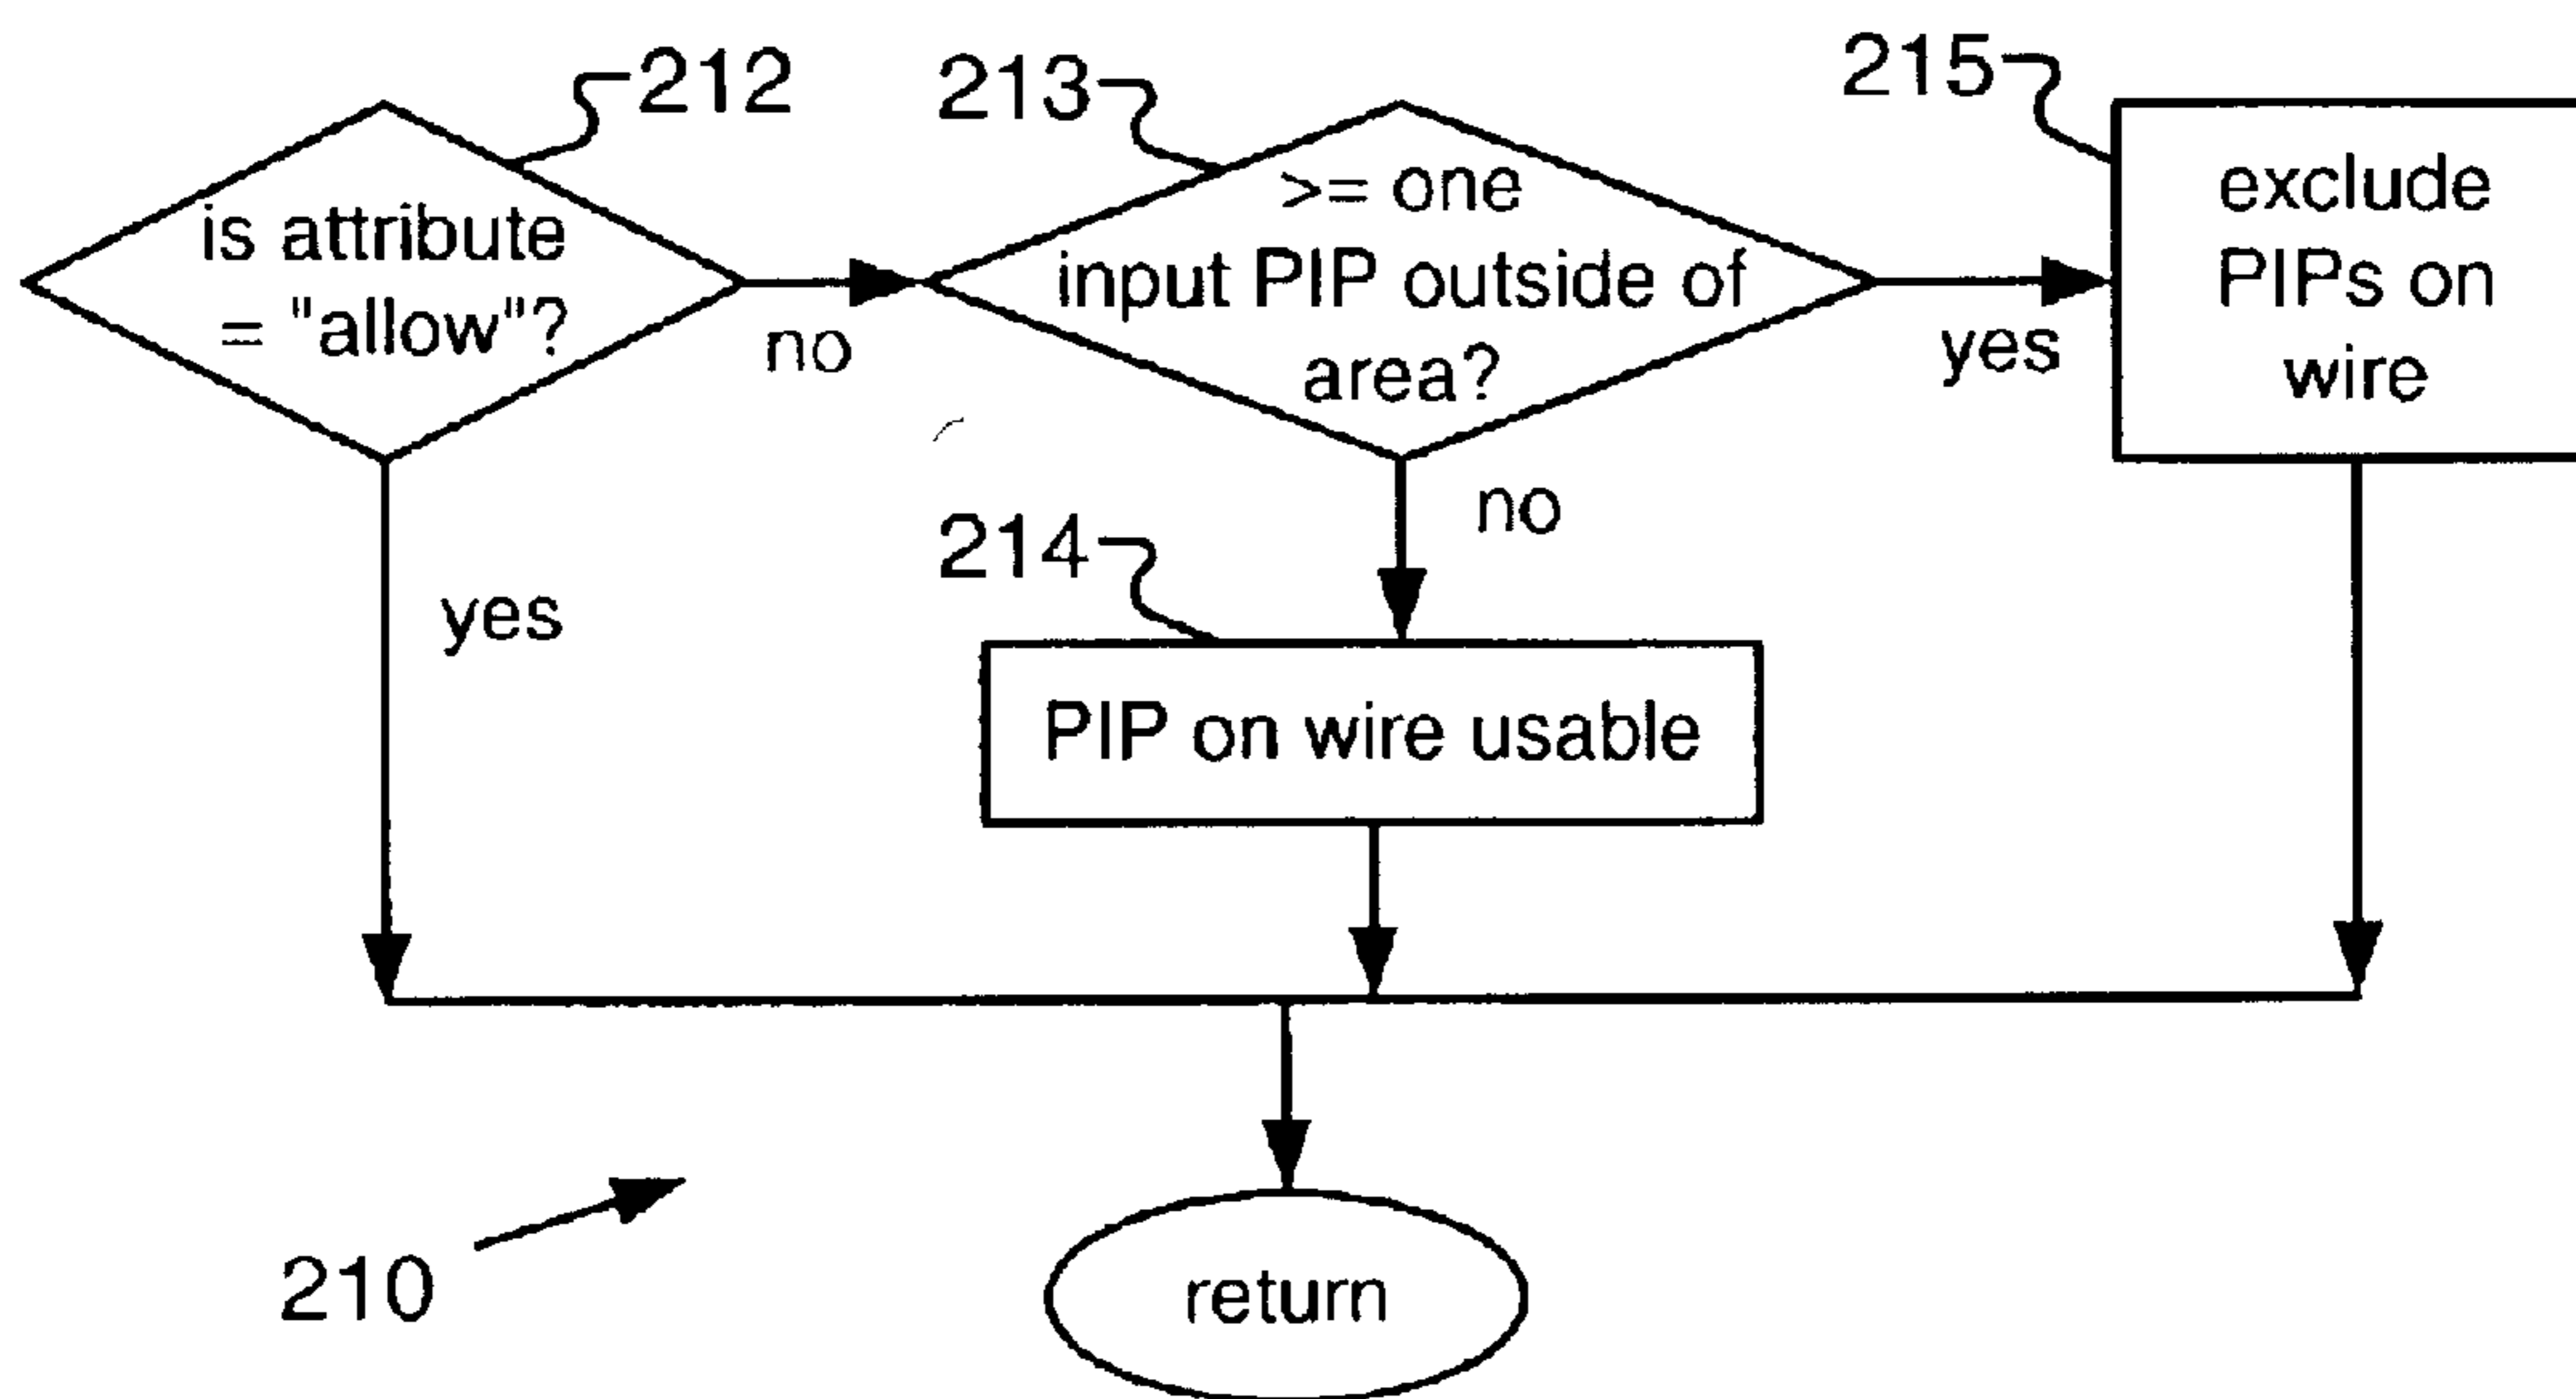 212
is attribute
= "allow"?
no
yes
213
>= one
input PIP outside of
area?
yes
no
215
exclude
PIPs on
wire
214
PIP on wire usable
return
210